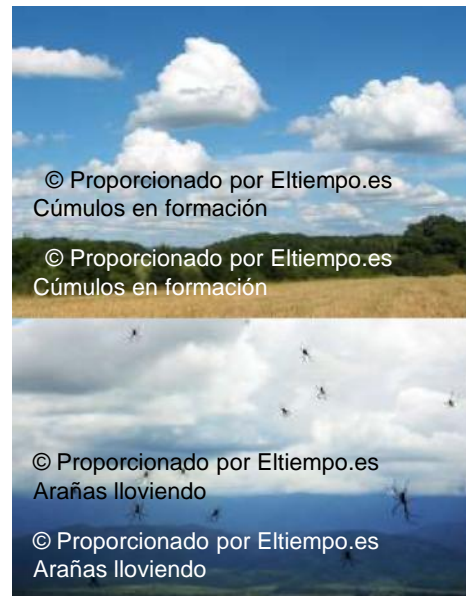 © Proporcionado por Eltiempo.es
Cúmulos en formación
© Proporcionado por Eltiempo.es
Cúmulos en formación
© Proporcionado por Eltiempo.es
Arañas lloviendo
© Proporcionado por Eltiempo.es
Arañas lloviendo